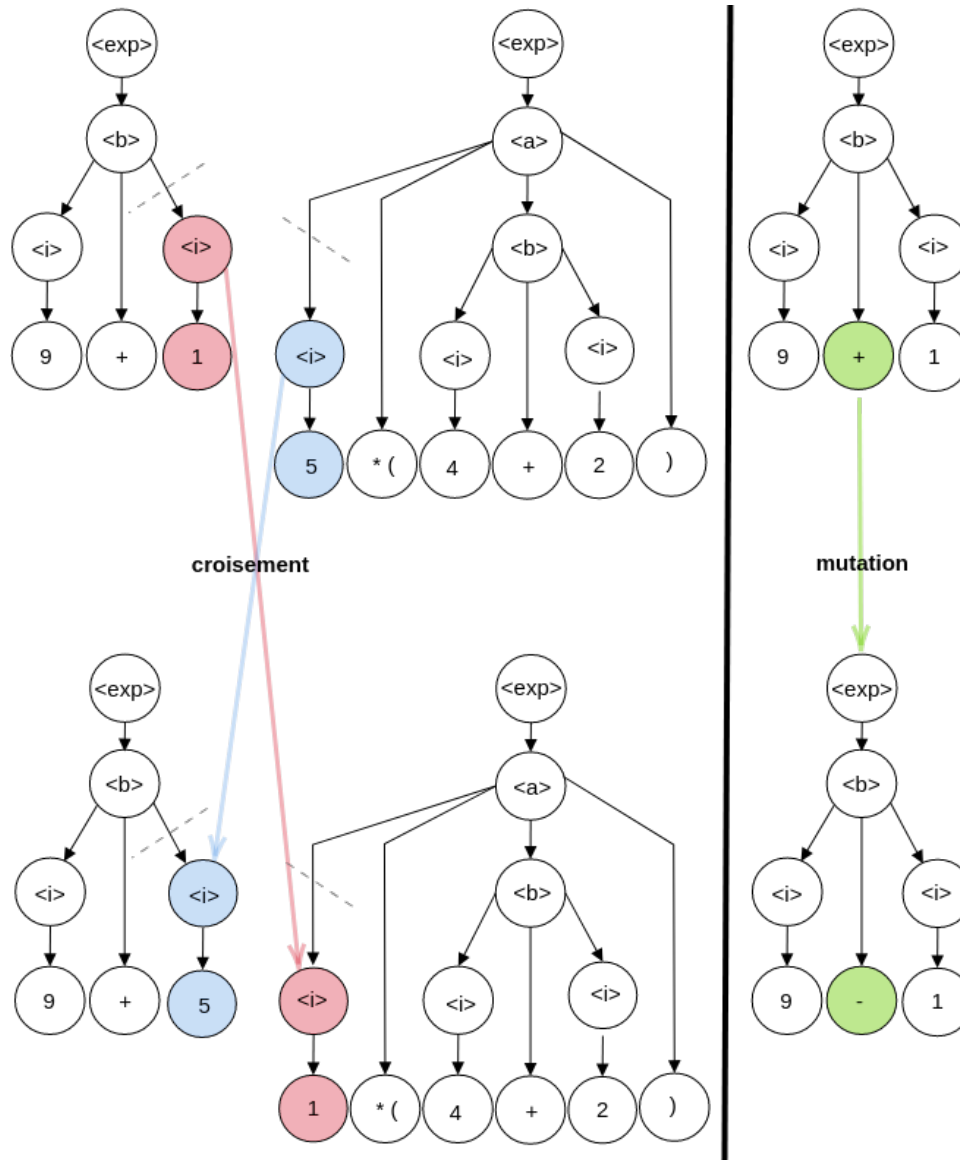 <exp> <exp> <exp>
<b> <a> <b>
<i> <i> <b> <i> <i>
9 + 1 <i> <i> <i> 9 + 1
5 * ( 4 + 2 )
croisement mutation
<exp> <exp> <exp>
<b> <a> <b>
<i> <i> <b> <i> <i>
9 + 5 <i> <i> <i> 9 - 1
1 * ( 4 + 2 )